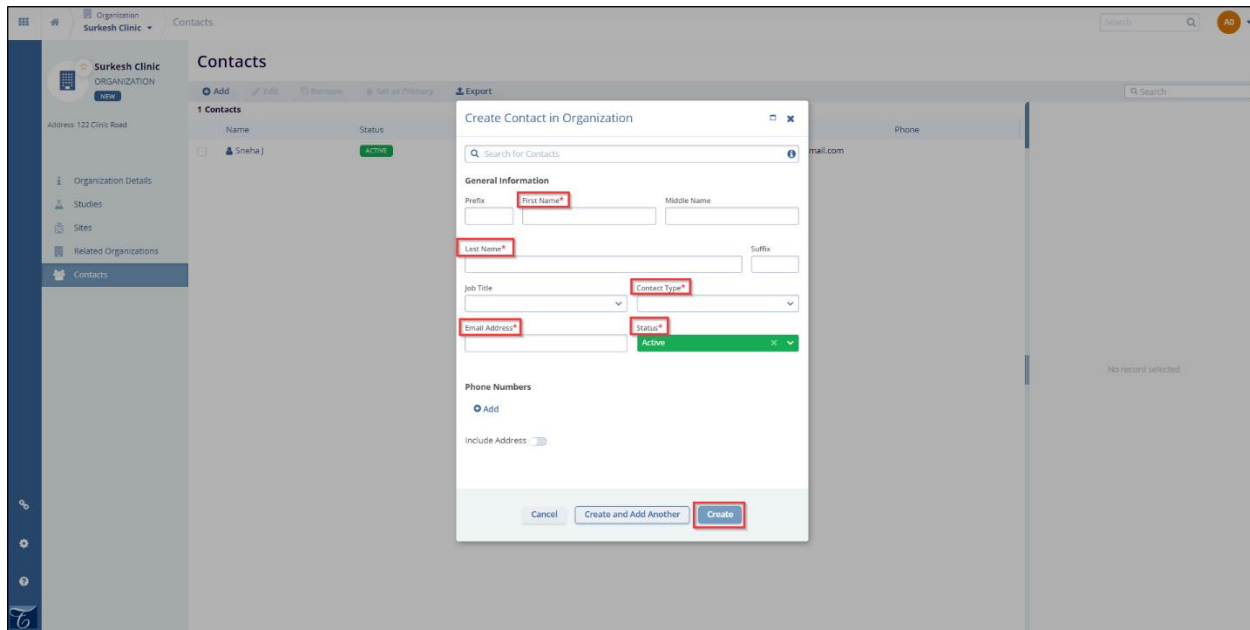 Organization
Surkesh Clinic
Contacts
Search
AD
Surkesh Clinic
ORGANIZATION
NEW
Address: 122 Clinic Road
Organization Details
Studies
Sites
Related Organizations
Contacts
Contacts
Add Edit Remove Set as Primary Export
Search
1 Contacts
Name Status Phone
Sneha J ACTIVE mail.com
No record selected
Create Contact in Organization
Search for Contacts
General Information
Prefix First Name* Middle Name
Last Name* Suffix
Job Title Contact Type*
Email Address* Status*
Active
Phone Numbers
Add
Include Address
Cancel Create and Add Another Create